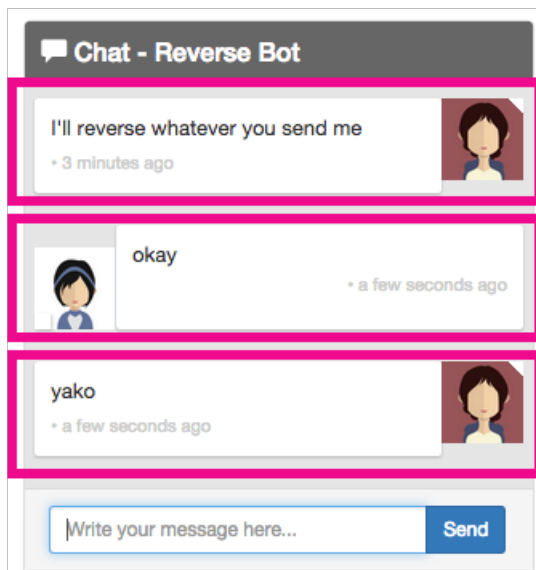 Chat - Reverse Bot
I'll reverse whatever you send me
• 3 minutes ago
okay
• a few seconds ago
yako
• a few seconds ago
Write your message here...
Send